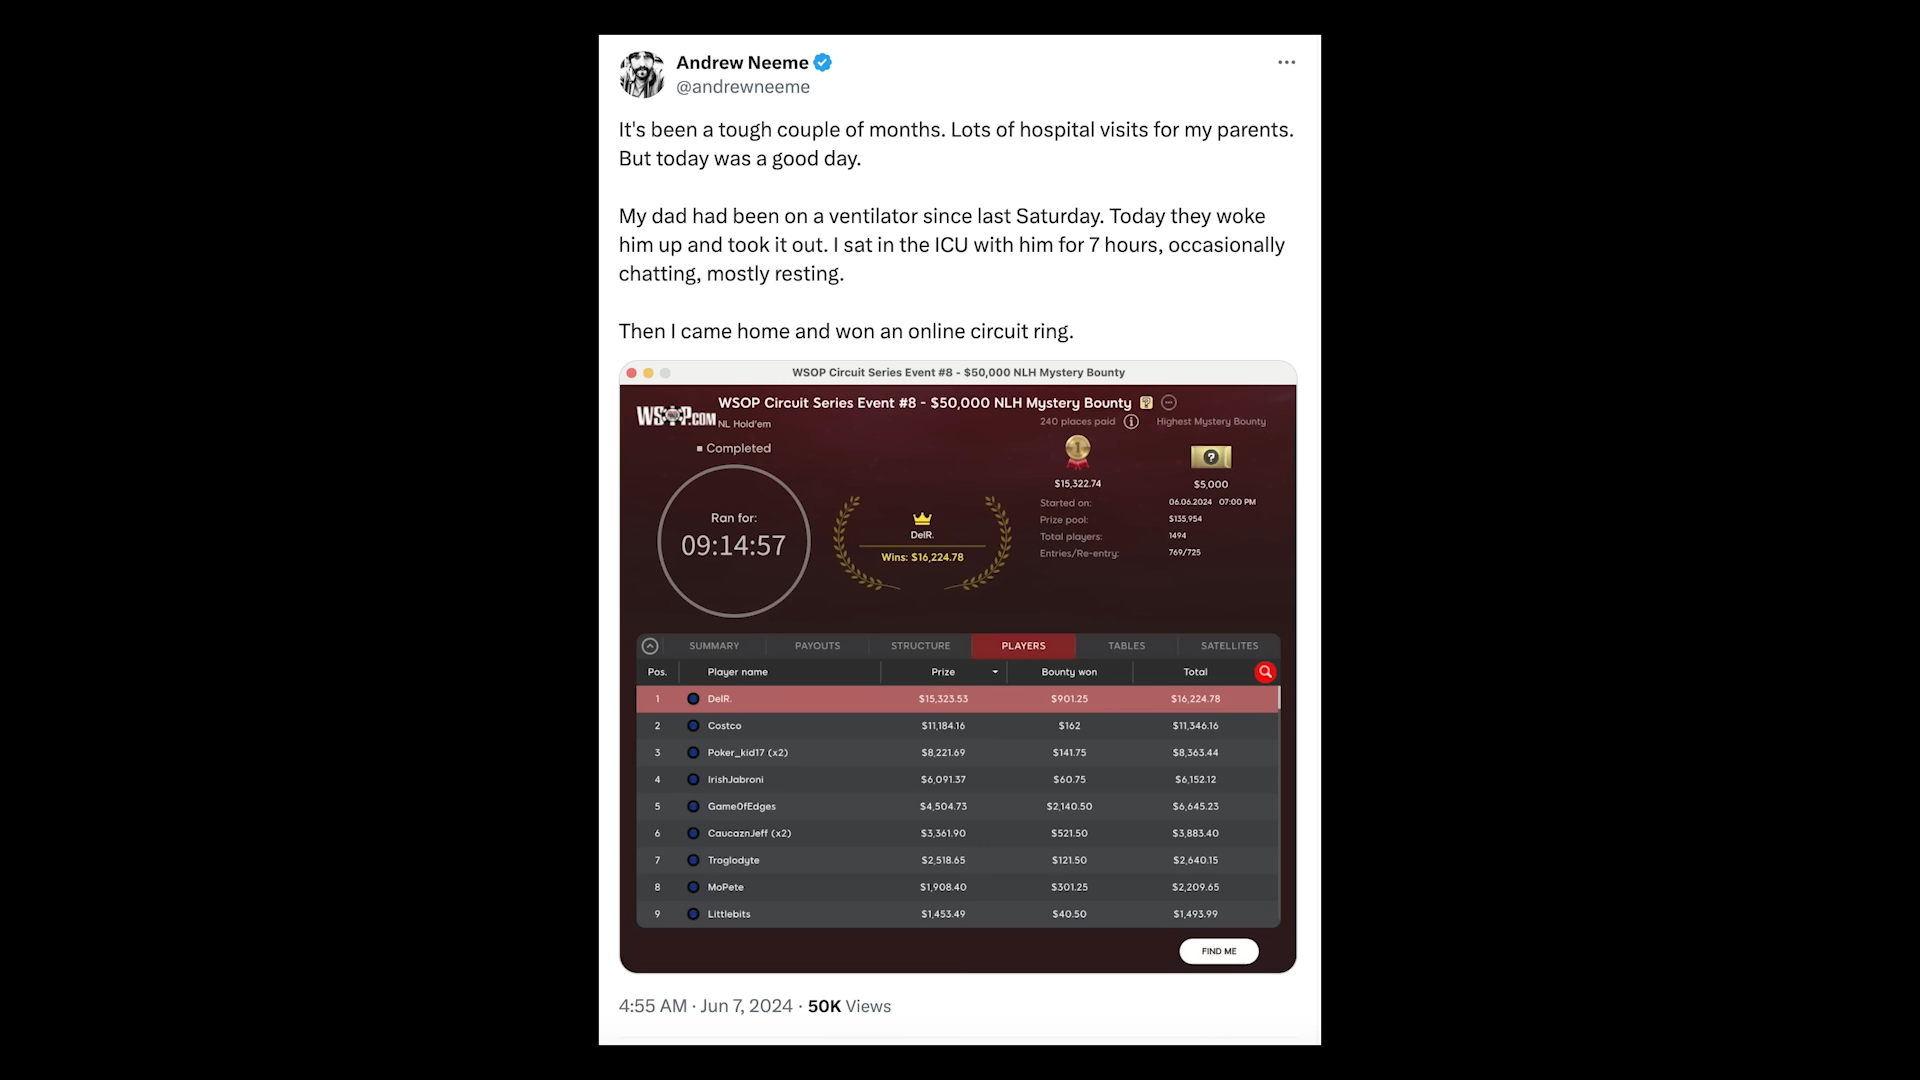 Andrew Neeme
@andrewneeme
It's been a tough couple of months. Lots of hospital visits for my parents.
But today was a good day.
My dad had been on a ventilator since last Saturday. Today they woke
him up and took it out. I sat in the ICU with him for 7 hours, occasionally
chatting, mostly resting.
Then I came home and won an online circuit ring.
WSOP Circuit Series Event #8 - $50,000 NLH Mystery Bounty
WSOP.COM
WSOP Circuit Series Event #8 - $50,000 NLH Mystery Bounty
NL Hold'em
240 places paid
Highest Mystery Bounty
Completed
$15,322.74
$5,000
Ran for:
09:14:57
DelR.
Wins: $16,224.78
Started on: 06.06.2024 07:00 PM
Prize pool: $135,954
Total players: 1494
Entries/Re-entry: 769/725
SUMMARY PAYOUTS STRUCTURE PLAYERS TABLES SATELLITES
Pos. Player name Prize Bounty won Total
1 DelR. $15,323.53 $901.25 $16,224.78
2 Costco $11,184.16 $162 $11,346.16
3 Poker_kid17 (x2) $8,221.69 $141.75 $8,363.44
4 IrishJabroni $6,091.37 $60.75 $6,152.12
5 GameOfEdges $4,504.73 $2,140.50 $6,645.23
6 CaucaznJeff (x2) $3,361.90 $521.50 $3,883.40
7 Troglodyte $2,518.65 $121.50 $2,640.15
8 MoPete $1,908.40 $301.25 $2,209.65
9 Littlebits $1,453.49 $40.50 $1,493.99
FIND ME
4:55 AM · Jun 7, 2024 · 50K Views